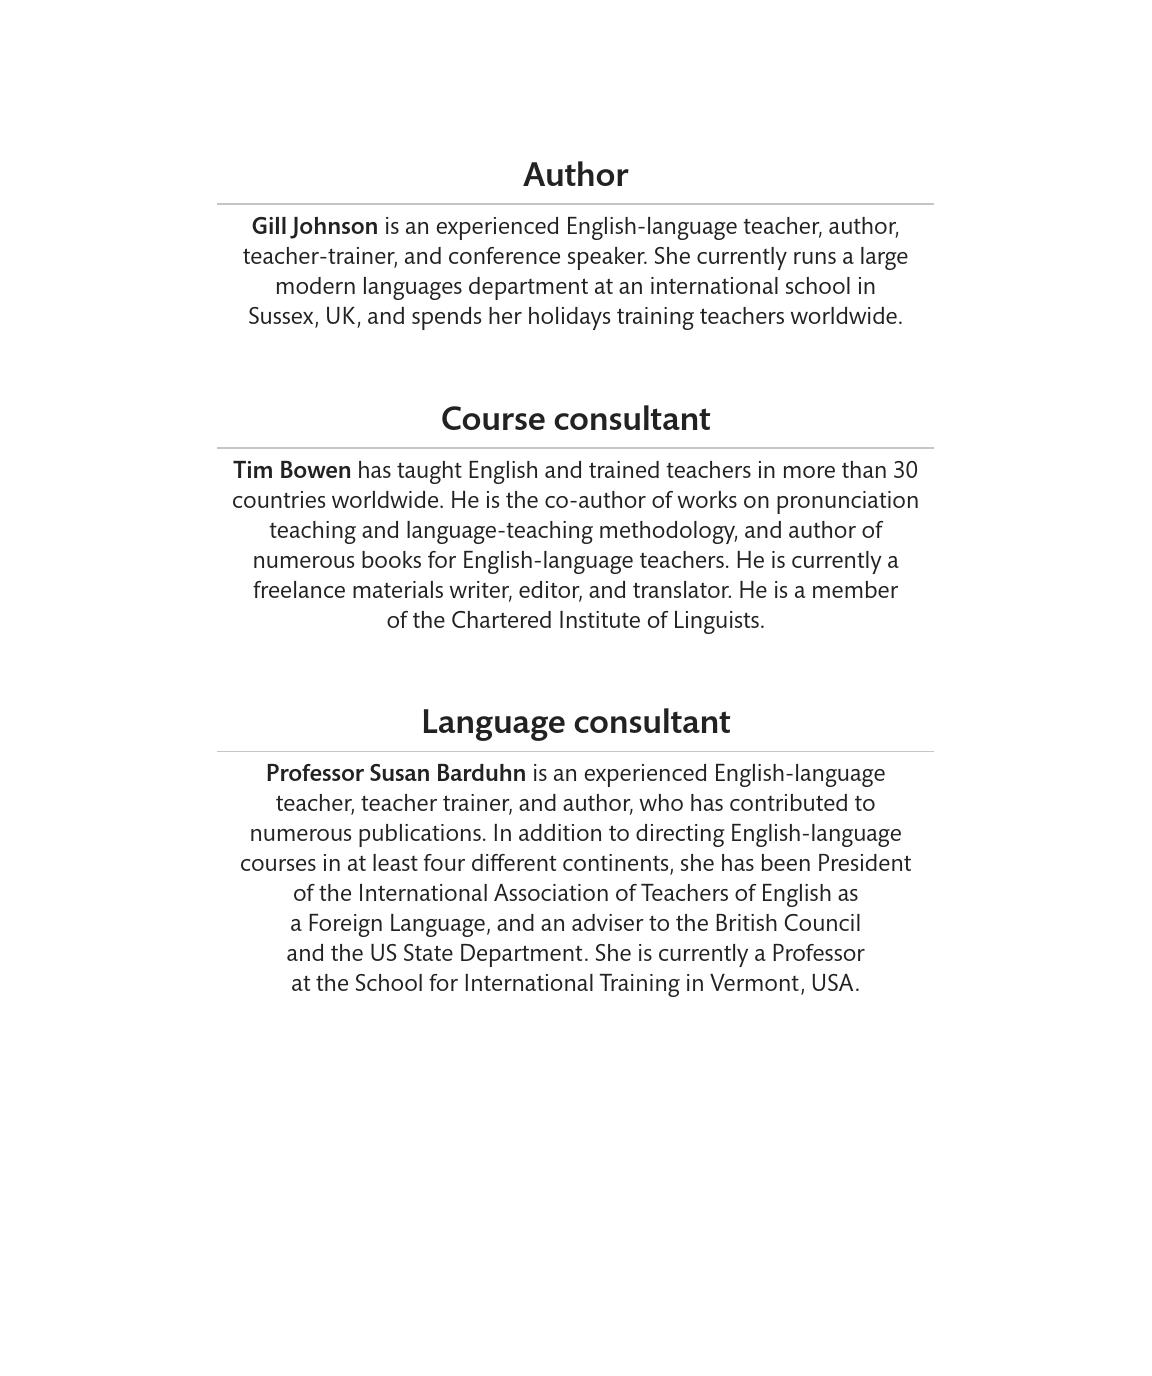 Author
Gill Johnson is an experienced English-language teacher, author,
teacher-trainer, and conference speaker. She currently runs a large
modern languages department at an international school in
Sussex, UK, and spends her holidays training teachers worldwide.
Course consultant
Tim Bowen has taught English and trained teachers in more than 30
countries worldwide. He is the co-author of works on pronunciation
teaching and language-teaching methodology, and author of
numerous books for English-language teachers. He is currently a
freelance materials writer, editor, and translator. He is a member
of the Chartered Institute of Linguists.
Language consultant
Professor Susan Barduhn is an experienced English-language
teacher, teacher trainer, and author, who has contributed to
numerous publications. In addition to directing English-language
courses in at least four different continents, she has been President
of the International Association of Teachers of English as
a Foreign Language, and an adviser to the British Council
and the US State Department. She is currently a Professor
at the School for International Training in Vermont, USA.